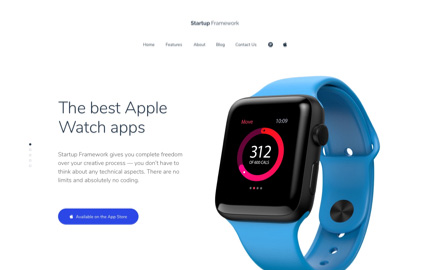 Startup Framework
Home Features About Blog Contact Us
The best Apple
Watch apps
Startup Framework gives you complete freedom
over your creative process — you don't have to
think about any technical aspects. There are no
limits and absolutely no coding.
Available on the App Store
Move 10:09
312
OF 600 CALS